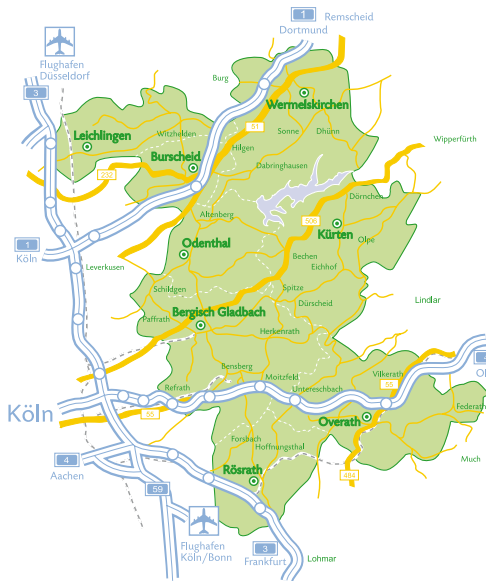 1
Remscheid
Dortmund
Flughafen
Düsseldorf
3
Burg
Wermelskirchen
51
Leichlingen
Witzhelden
Sonne
Dhünn
Wipperfürth
Burscheid
Hilgen
Dabringhausen
232
Dörnchen
Altenberg
506
Kürten
1
Köln
Odenthal
Olpe
Bechen
Eichhof
Leverkusen
Schildgen
Spitze
Dürscheid
Lindlar
Bergisch Gladbach
Paffrath
Herkenrath
Bensberg
Moitzfeld
Vilkerath
Refrath
Untereschbach
55
Ol
Köln
55
Overath
Federath
Forsbach
Hoffnungsthal
4
Aachen
Rösrath
Much
484
59
Flughafen
Köln/Bonn
3
Frankfurt
Lohmar